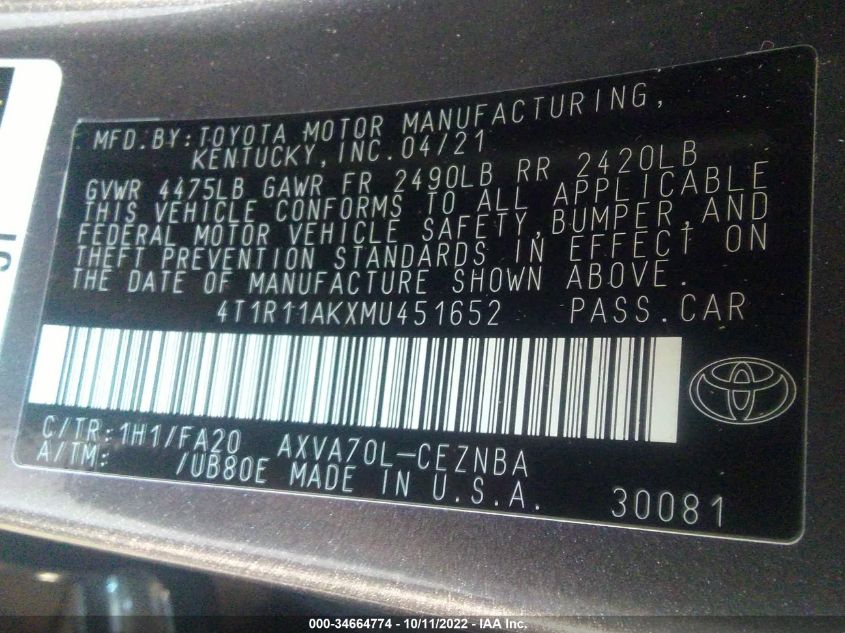 MFD.BY:TOYOTA MOTOR MANUFACTURING,
KENTUCKY,INC.04/21
GVWR 4475LB GAWR FR 2490LB RR 2420LB
THIS VEHICLE CONFORMS TO ALL APPLICABLE
FEDERAL MOTOR VEHICLE SAFETY,BUMPER,AND
THEFT PREVENTION STANDARDS IN EFFECT ON
THE DATE OF MANUFACTURE SHOWN ABOVE.
4T1R11AKXMU451652 PASS.CAR
C/TR:1H1/FA20 AXVA70L-CEZNBA
A/TM: /UB80E MADE IN U.S.A.
30081
000-34664774 - 10/11/2022 - IAA Inc.